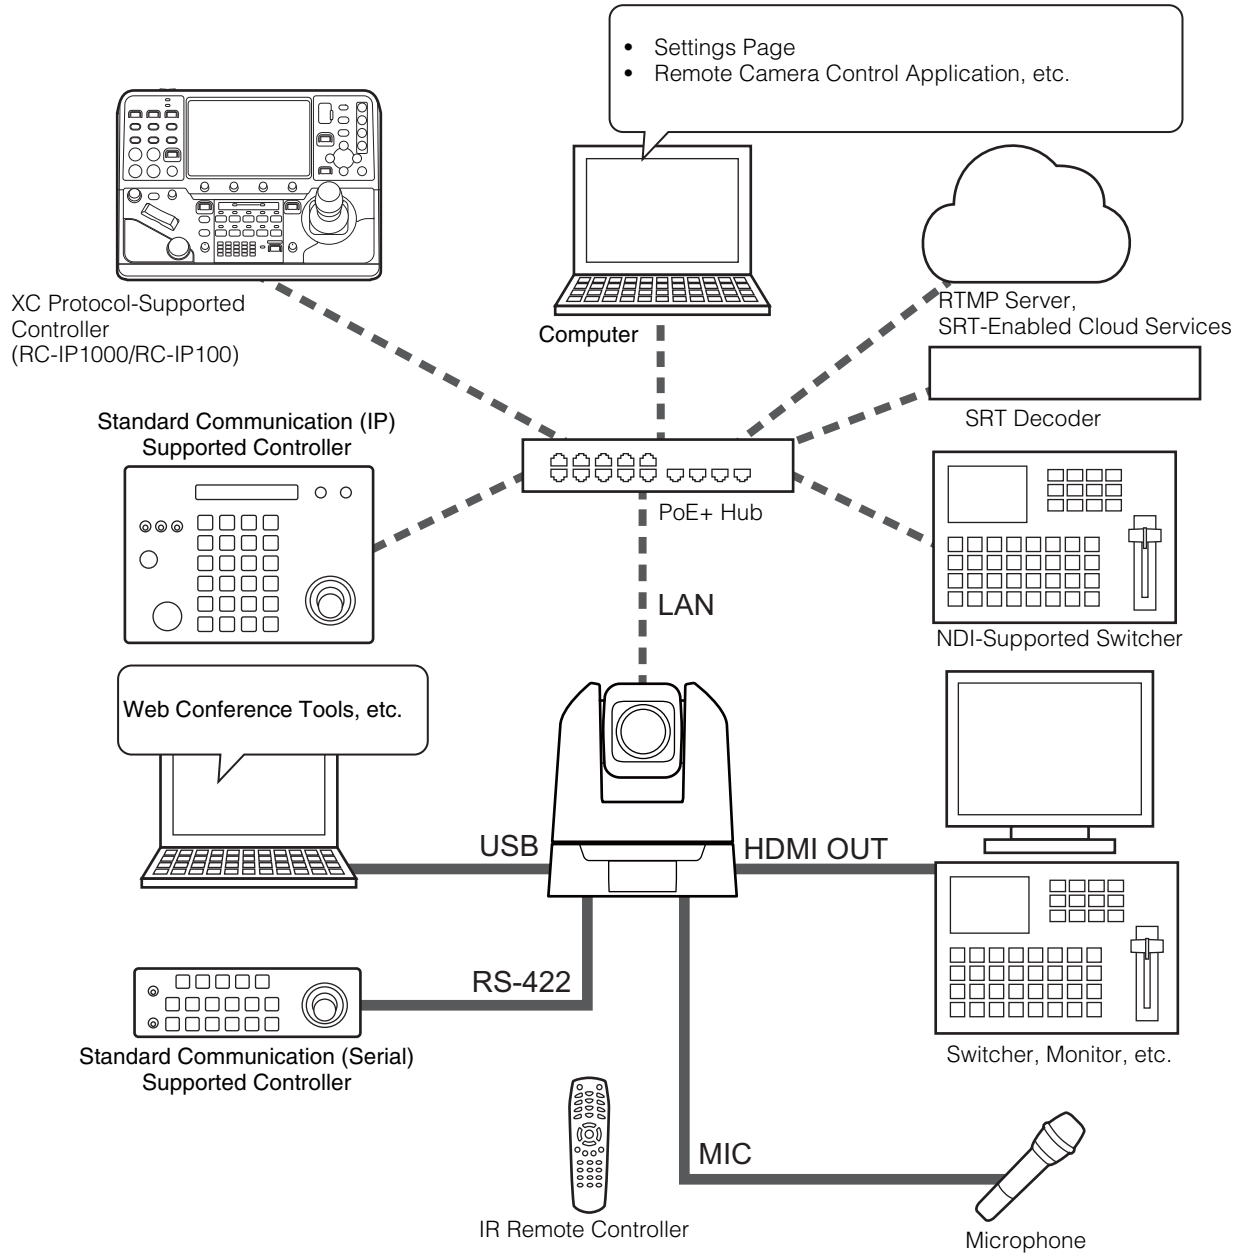 • Settings Page
• Remote Camera Control Application, etc.
XC Protocol-Supported
Controller
(RC-IP1000/RC-IP100)
Computer
RTMP Server,
SRT-Enabled Cloud Services
SRT Decoder
Standard Communication (IP)
Supported Controller
PoE+ Hub
LAN
NDI-Supported Switcher
Web Conference Tools, etc.
USB
HDMI OUT
RS-422
Standard Communication (Serial)
Supported Controller
Switcher, Monitor, etc.
MIC
IR Remote Controller
Microphone